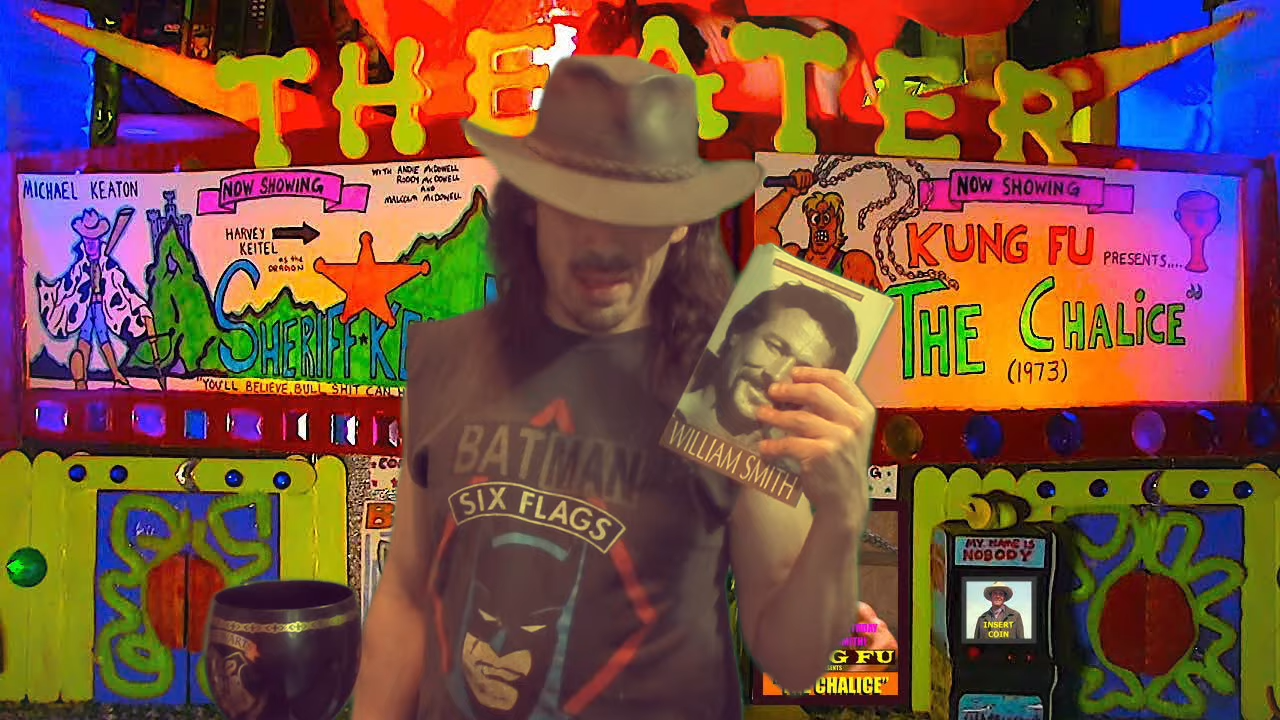 THEATER
MICHAEL KEATON
NOW SHOWING
WITH ANDIE McDOWELL
RODDY McDOWELL
AND
MALCOLM McDOWELL
HARVEY
KEITEL
as the
DRAGON
SHERIFF
"YOU'LL BELIEVE BULL SHIT CAN
NOW SHOWING
KUNG FU PRESENTS....
THE CHALICE"
(1973)
WILLIAM SMITH
BATMAN
SIX FLAGS
MY NAME IS
NOBODY
INSERT
COIN
G FU
CHALICE"